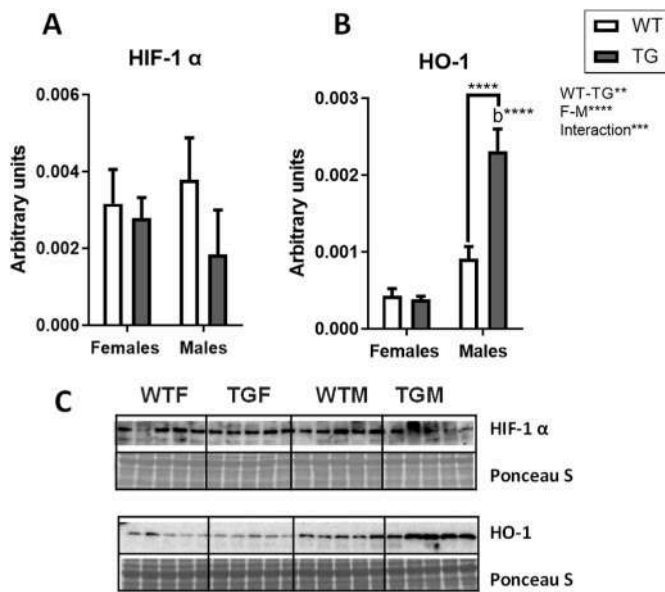 A
HIF-1 α
Arbitrary units
0.006
0.004
0.002
0.000
Females Males
B
HO-1
Arbitrary units
0.003
0.002
0.001
0.000
****
b****
Females Males
WT
TG
WT-TG**
F-M****
Interaction***
C
WTF TGF WTM TGM
HIF-1 α
Ponceau S
HO-1
Ponceau S